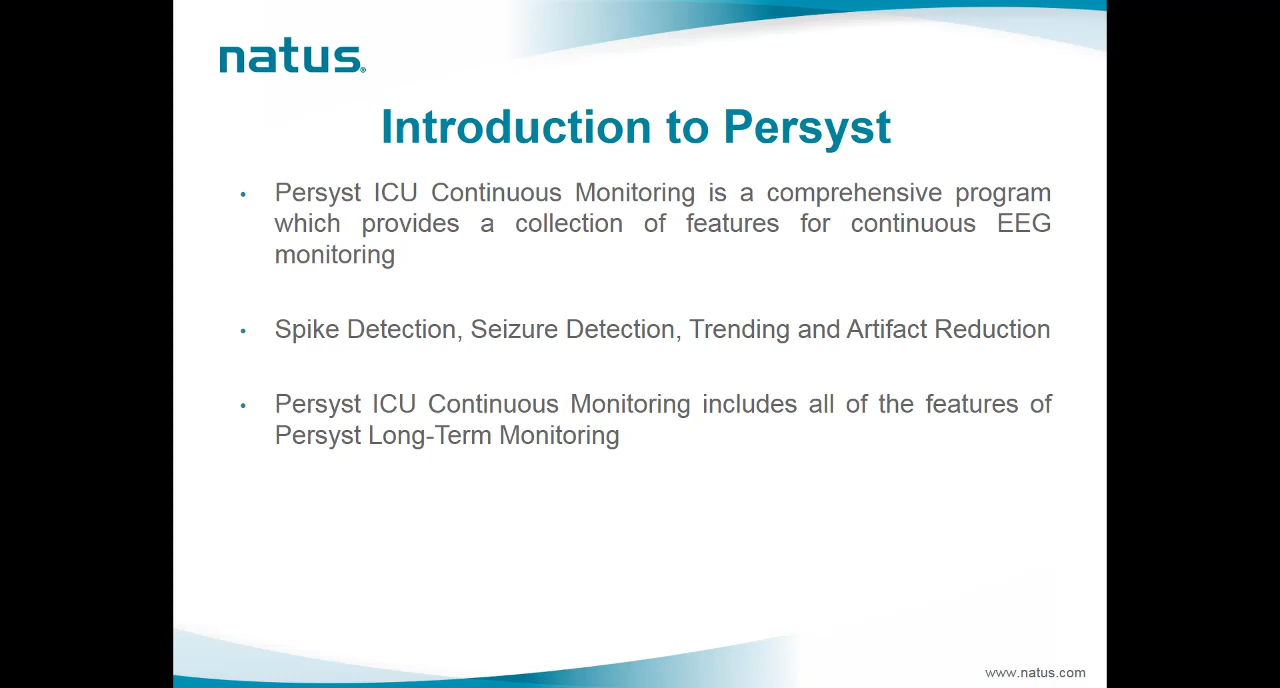 natus®
Introduction to Persyst
• Persyst ICU Continuous Monitoring is a comprehensive program
which provides a collection of features for continuous EEG
monitoring
• Spike Detection, Seizure Detection, Trending and Artifact Reduction
• Persyst ICU Continuous Monitoring includes all of the features of
Persyst Long-Term Monitoring
www.natus.com